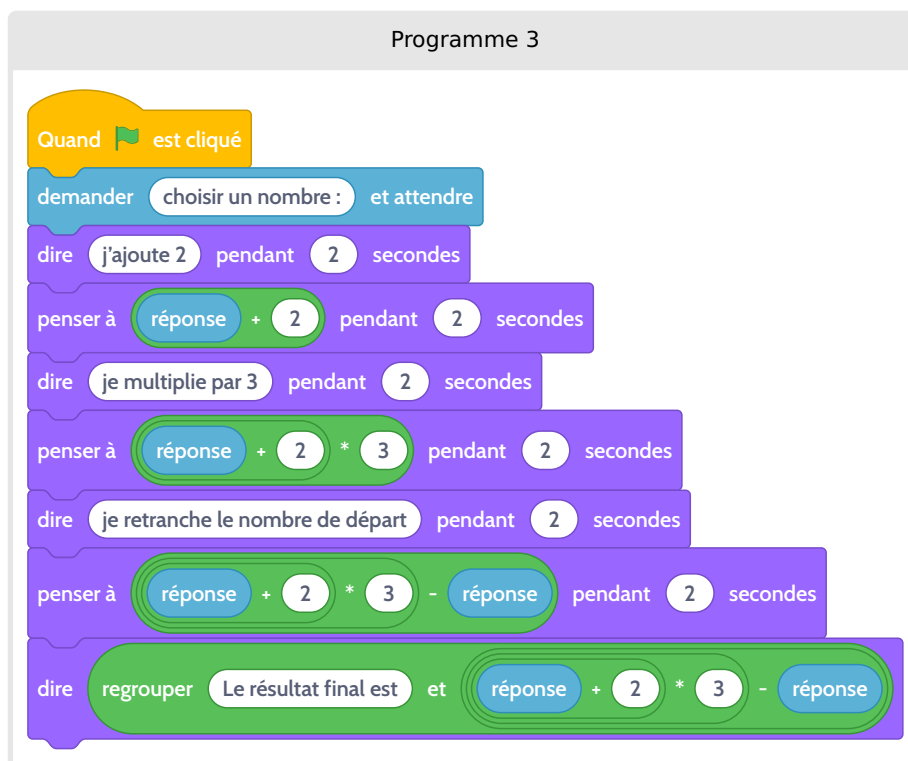 Programme 3
Quand est cliqué
demander choisir un nombre : et attendre
dire j'ajoute 2 pendant 2 secondes
penser à réponse + 2 pendant 2 secondes
dire je multiplie par 3 pendant 2 secondes
penser à réponse + 2 * 3 pendant 2 secondes
dire je retranche le nombre de départ pendant 2 secondes
penser à réponse + 2 * 3 - réponse pendant 2 secondes
dire regrouper Le résultat final est et réponse + 2 * 3 - réponse